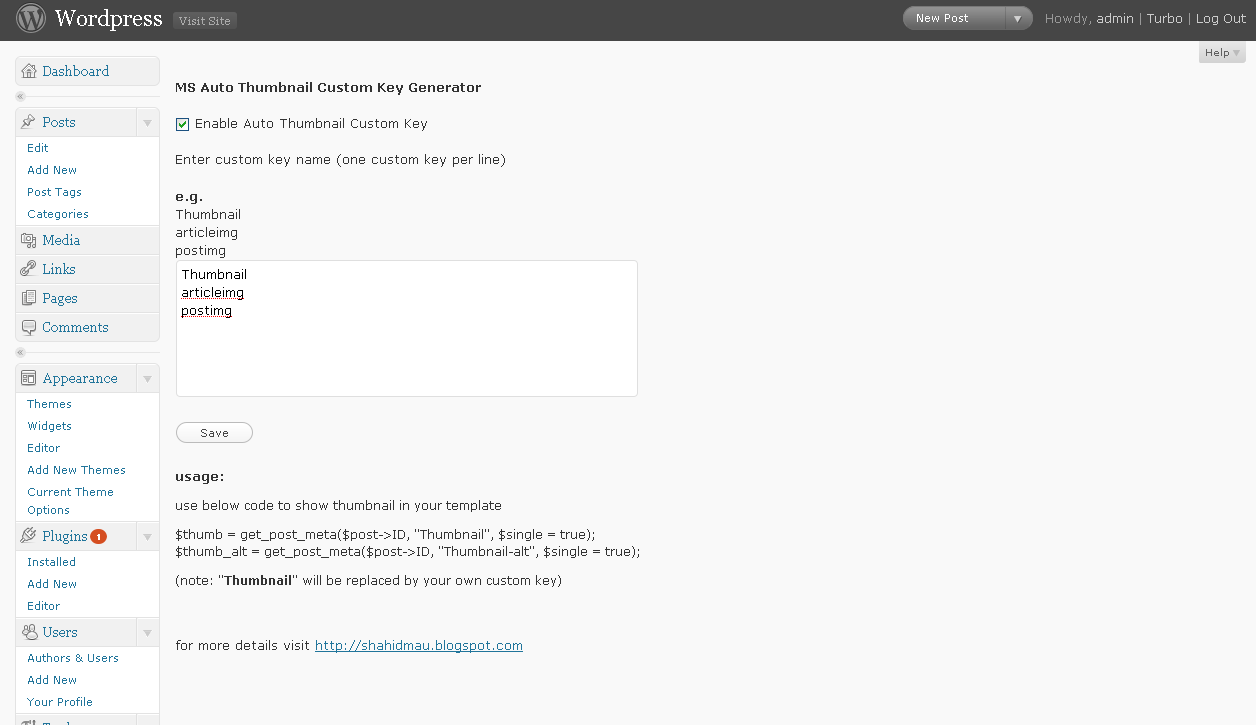 Wordpress Visit Site New Post Howdy, admin | Turbo | Log Out
Help
Dashboard
Posts
Edit
Add New
Post Tags
Categories
Media
Links
Pages
Comments
Appearance
Themes
Widgets
Editor
Add New Themes
Current Theme
Options
Plugins 1
Installed
Add New
Editor
Users
Authors & Users
Add New
Your Profile
MS Auto Thumbnail Custom Key Generator
Enable Auto Thumbnail Custom Key
Enter custom key name (one custom key per line)
e.g.
Thumbnail
articleimg
postimg
Thumbnail
articleimg
postimg
Save
usage:
use below code to show thumbnail in your template
$thumb = get_post_meta($post->ID, "Thumbnail", $single = true);
$thumb_alt = get_post_meta($post->ID, "Thumbnail-alt", $single = true);
(note: "Thumbnail" will be replaced by your own custom key)
for more details visit http://shahidmau.blogspot.com